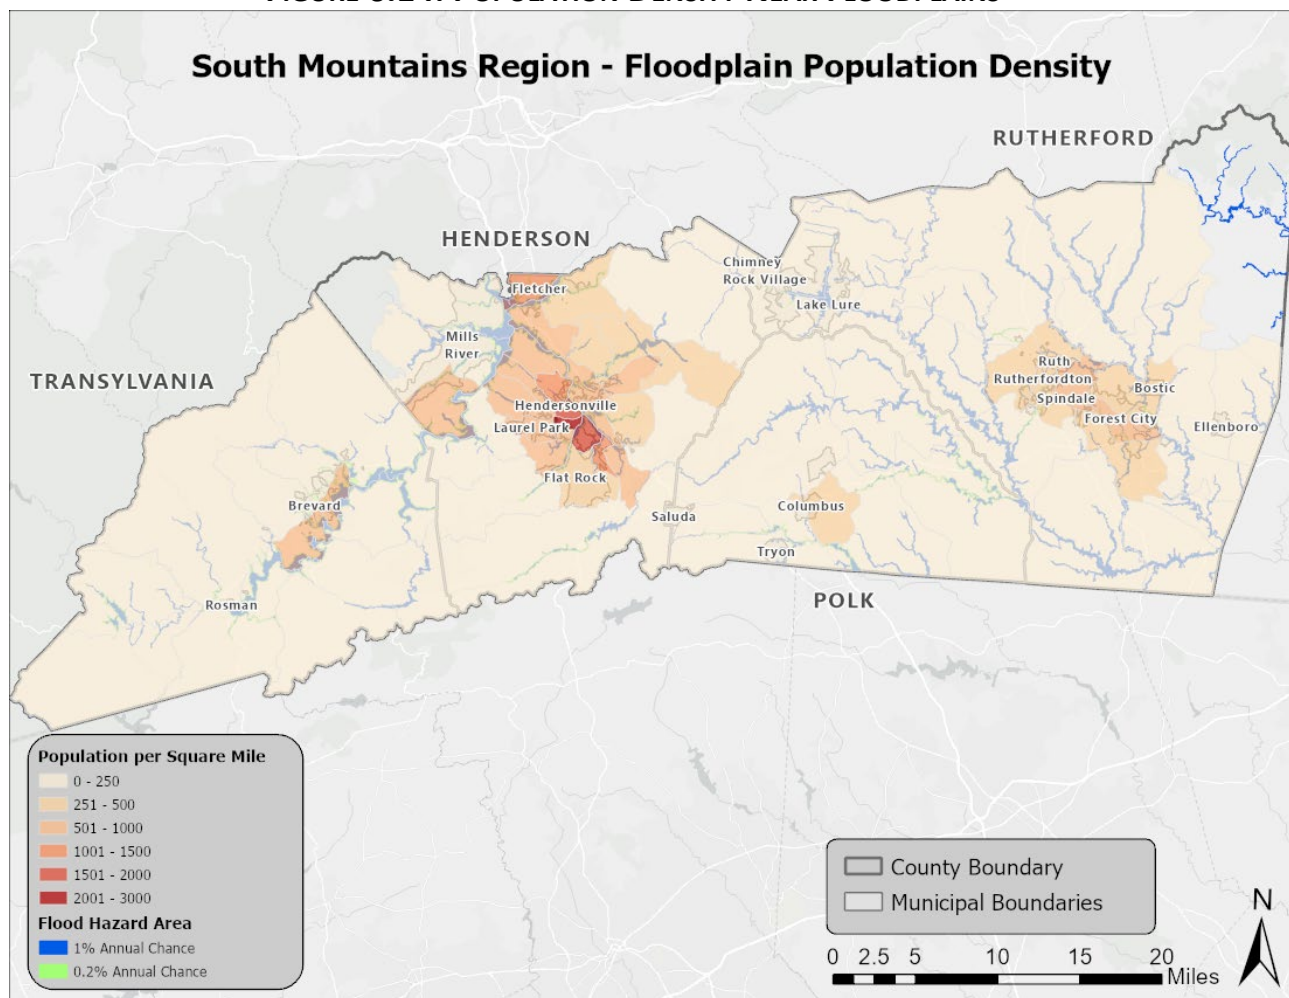 South Mountains Region - Floodplain Population Density
RUTHERFORD
HENDERSON
Chimney
Rock Village
Fletcher
Lake Lure
Mills
River
TRANSYLVANIA
Ruth
Rutherfordton
Bostic
Spindale
Hendersonville
Forest City
Laurel Park
Ellenboro
Flat Rock
Brevard
Columbus
Saluda
Tryon
Rosman
POLK
Population per Square Mile
0 - 250
251 - 500
501 - 1000
1001 - 1500
1501 - 2000
2001 - 3000
Flood Hazard Area
1% Annual Chance
0.2% Annual Chance
County Boundary
Municipal Boundaries
N
0 2.5 5 10 15 20
Miles